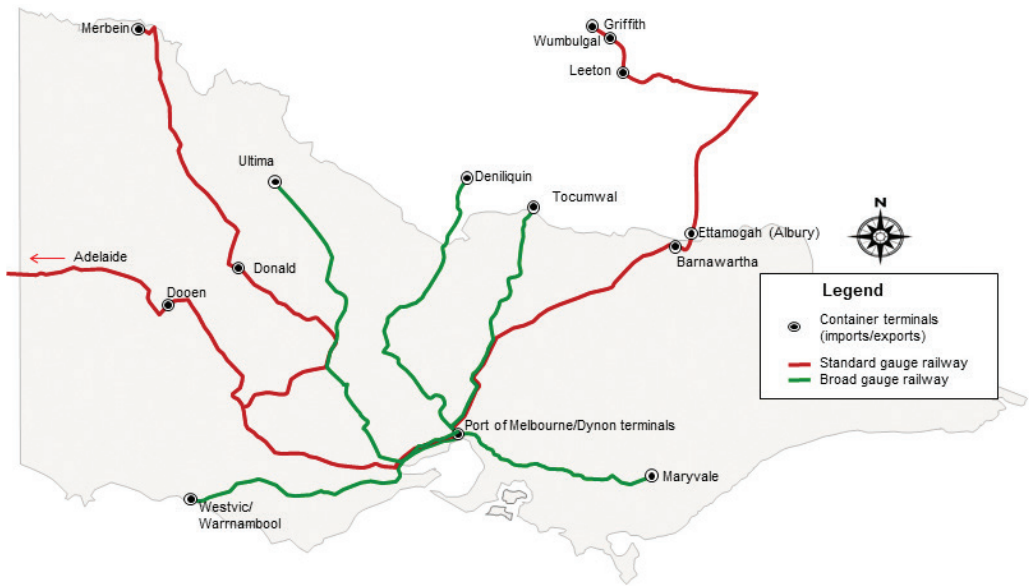 Merbein
Griffith
Wumbulgal
Leeton
Ultima
Deniliquin
Tocumwal
N
Ettamogah (Albury)
Barnawartha
Adelaide
Donald
Dooen
Legend
Container terminals
(imports/exports)
Standard gauge railway
Broad gauge railway
Port of Melbourne/Dynon terminals
Maryvale
Westvic/
Warrnambool